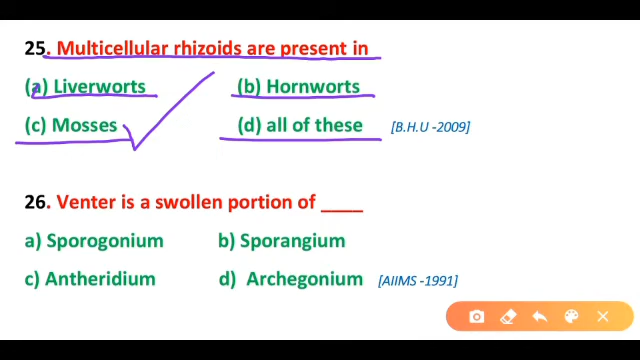 25. Multicellular rhizoids are present in
(a) Liverworts (b) Hornworts
(c) Mosses (d) all of these [B.H.U -2009]
26. Venter is a swollen portion of ____
a) Sporogonium b) Sporangium
c) Antheridium d) Archegonium [AIIMS -1991]